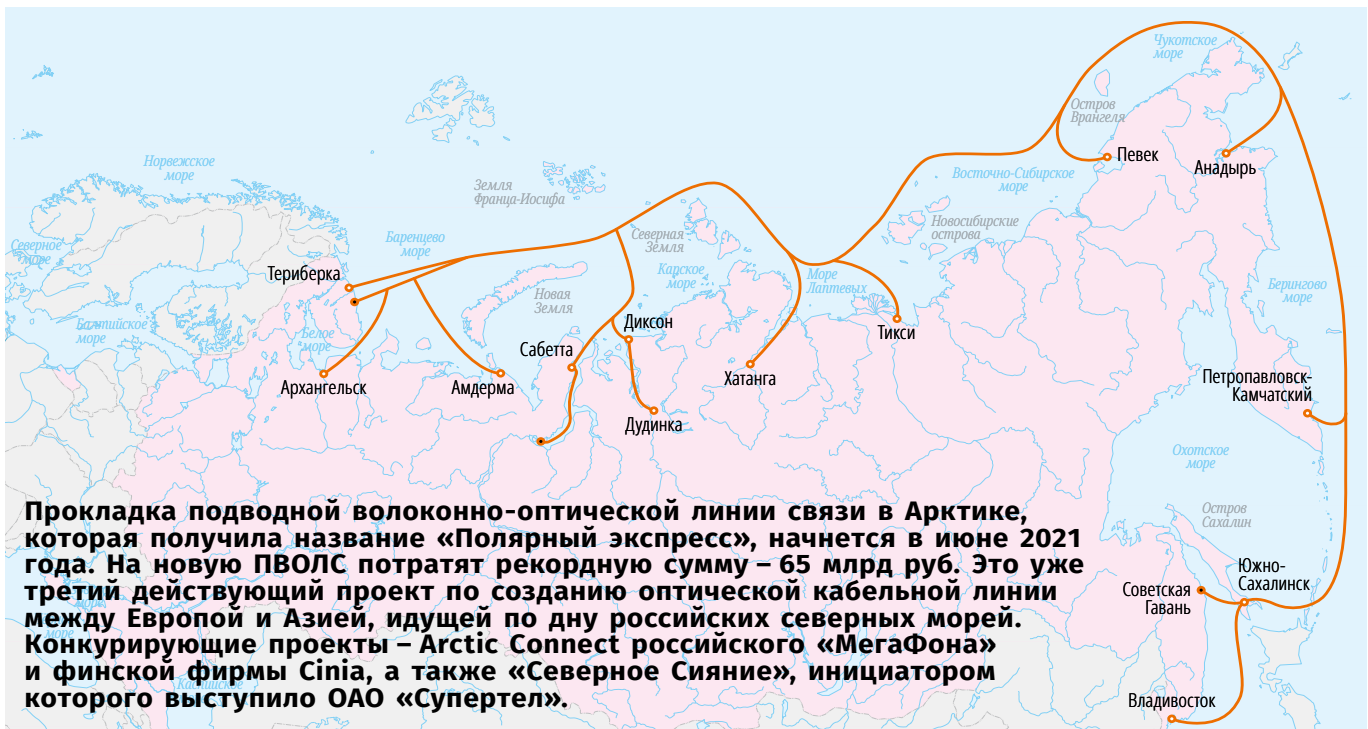 Чукотское
море
Остров
Врангеля
Певек
Анадырь
Норвежское
море
Восточно-Сибирское
море
Земля
Франца-Иосифа
Новосибирские
острова
Северная
Земля
Баренцево
море
Северное
море
Териберка
Карское
море
Море
Лаптевых
Берингово
море
Новая
Земля
Балтийское
море
Белое
море
Диксон
Тикси
Сабетта
Хатанга
Архангельск
Амдерма
Дудинка
Петропавловск-
Камчатский
Охотское
море
Остров
Сахалин
Южно-
Сахалинск
Советская
Гавань
Владивосток
Прокладка подводной волоконно-оптической линии связи в Арктике,
которая получила название «Полярный экспресс», начнется в июне 2021
года. На новую ПВОЛС потратят рекордную сумму – 65 млрд руб. Это уже
третий действующий проект по созданию оптической кабельной линии
между Европой и Азией, идущей по дну российских северных морей.
Конкурирующие проекты – Arctic Connect российского «МегаФона»
и финской фирмы Cinia, а также «Северное Сияние», инициатором
которого выступило ОАО «Супертел».